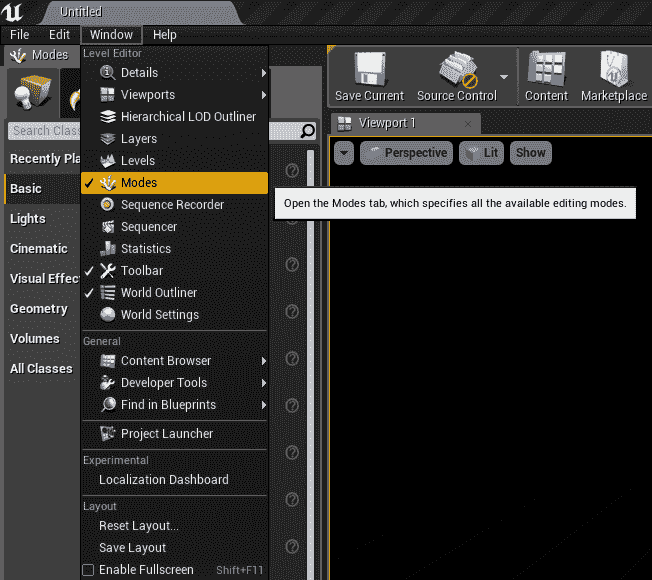 Untitled
File Edit Window Help
Modes
Save Current Source Control Content Marketplace
Search Clas
Recently Pla
Basic
Lights
Cinematic
Visual Effec
Geometry
Volumes
All Classes
Level Editor
Details
Viewports
Hierarchical LOD Outliner
Layers
Levels
Modes
Sequence Recorder
Sequencer
Statistics
Toolbar
World Outliner
World Settings
General
Content Browser
Developer Tools
Find in Blueprints
Project Launcher
Experimental
Localization Dashboard
Layout
Reset Layout...
Save Layout
Enable Fullscreen Shift+F11
Open the Modes tab, which specifies all the available editing modes.
Viewport 1
Perspective Lit Show